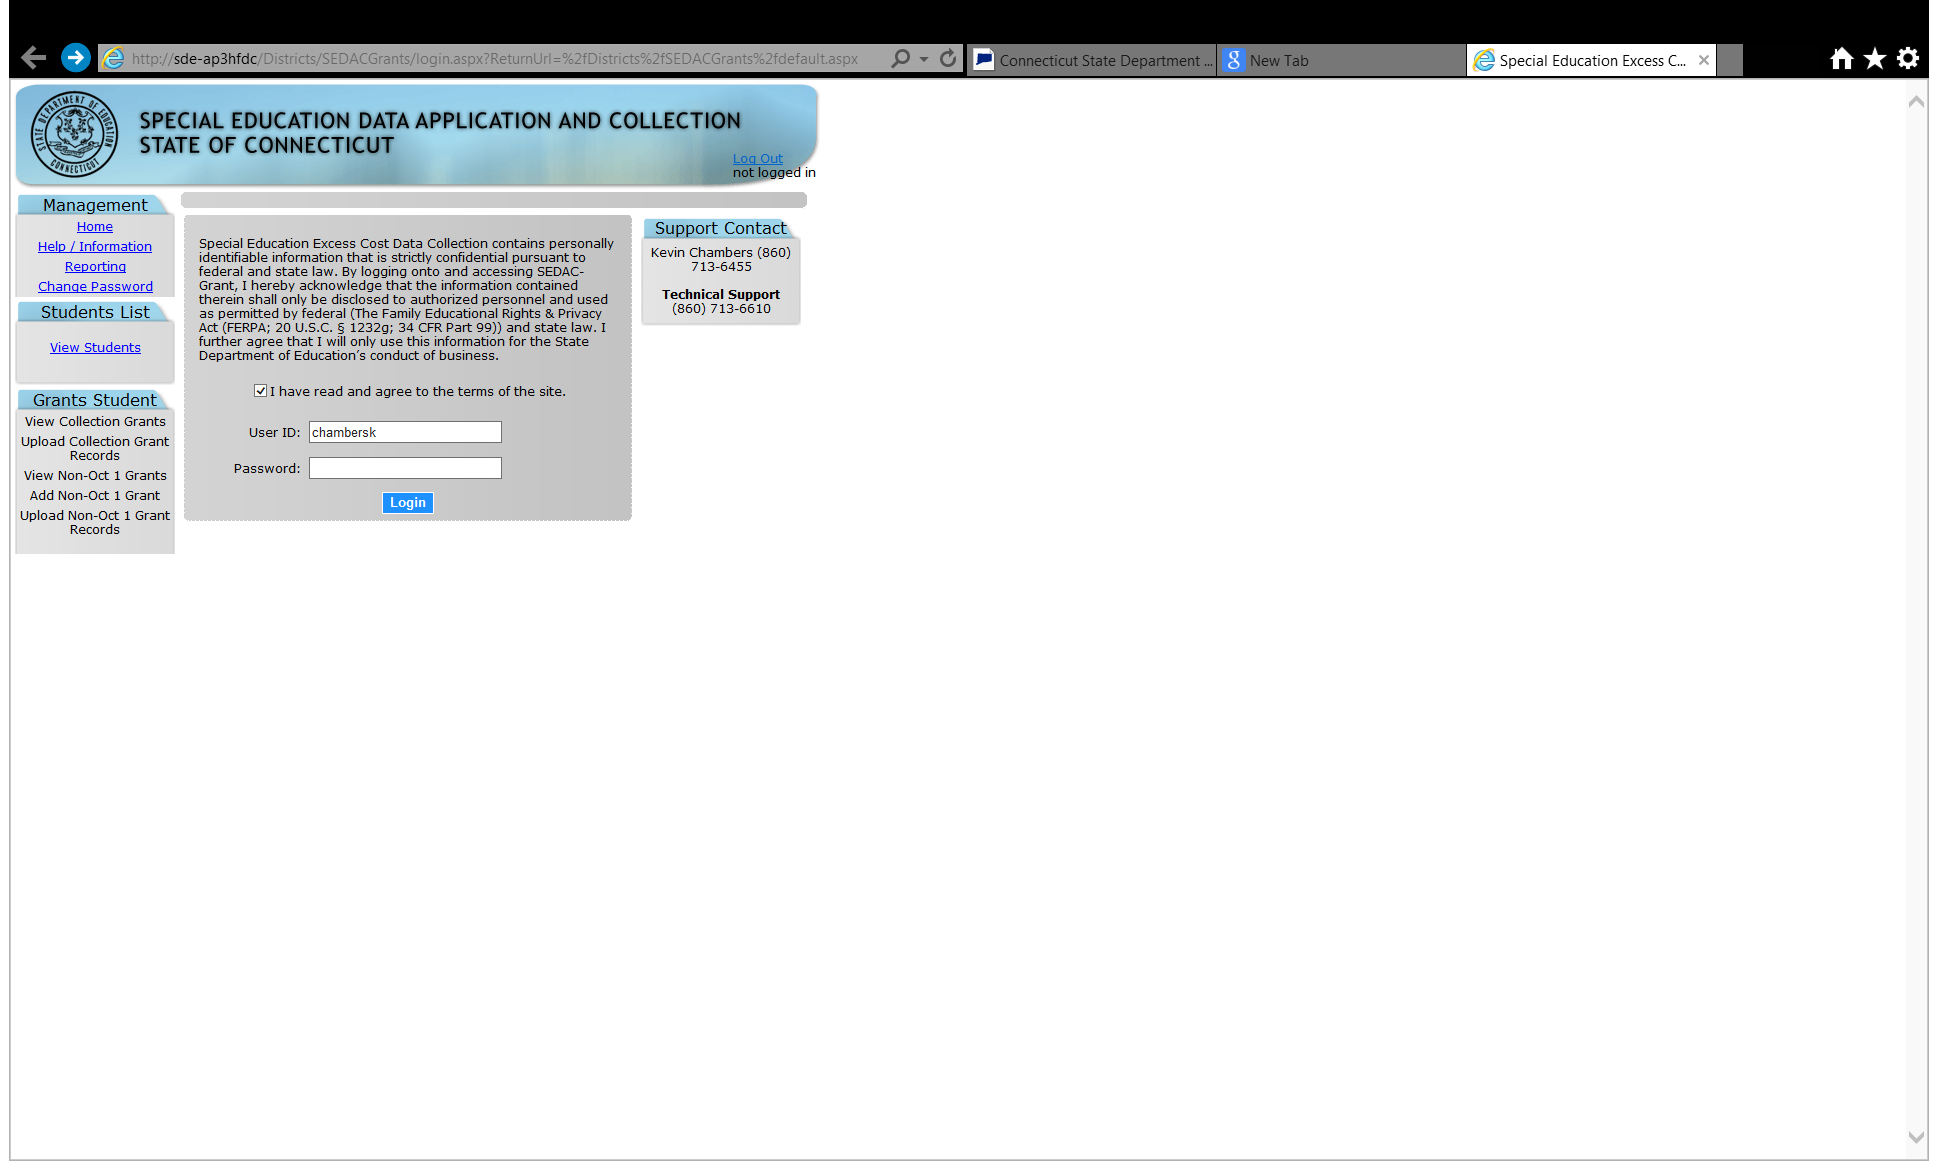 http://sde-ap3hfdc/Districts/SEDACGrants/login.aspx?ReturnUrl=%2fDistricts%2fSEDACGrants%2fdefault.aspx
Connecticut State Department ...
New Tab
Special Education Excess C...
STATE DEPARTMENT OF EDUCATION
CONNECTICUT
SPECIAL EDUCATION DATA APPLICATION AND COLLECTION
STATE OF CONNECTICUT
Log Out
not logged in
Management
Home
Help / Information
Reporting
Change Password
Students List
View Students
Grants Student
View Collection Grants
Upload Collection Grant
Records
View Non-Oct 1 Grants
Add Non-Oct 1 Grant
Upload Non-Oct 1 Grant
Records
Special Education Excess Cost Data Collection contains personally
identifiable information that is strictly confidential pursuant to
federal and state law. By logging onto and accessing SEDAC-
Grant, I hereby acknowledge that the information contained
therein shall only be disclosed to authorized personnel and used
as permitted by federal (The Family Educational Rights & Privacy
Act (FERPA; 20 U.S.C. § 1232g; 34 CFR Part 99)) and state law. I
further agree that I will only use this information for the State
Department of Education´s conduct of business.
I have read and agree to the terms of the site.
User ID: chambersk
Password:
Login
Support Contact
Kevin Chambers (860)
713-6455
Technical Support
(860) 713-6610